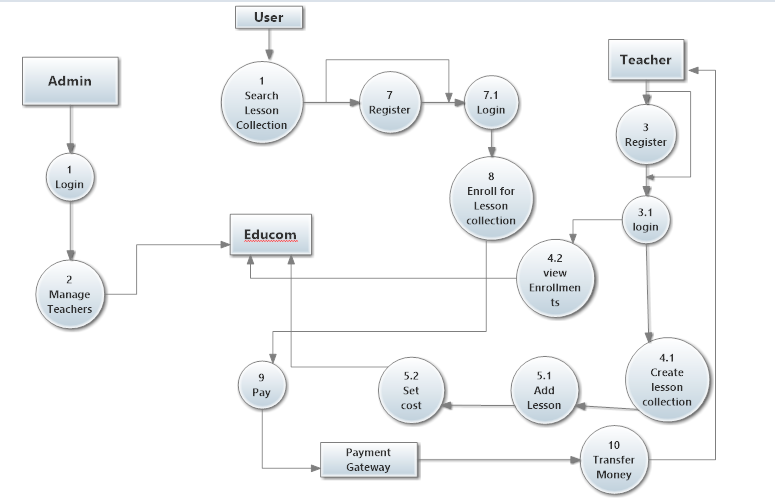 User
Admin
Teacher
1
Search
Lesson
Collection
7
Register
7.1
Login
3
Register
1
Login
8
Enroll for
Lesson
collection
3.1
login
Educom
2
Manage
Teachers
4.2
view
Enrollmen
ts
9
Pay
5.2
Set
cost
5.1
Add
Lesson
4.1
Create
lesson
collection
Payment
Gateway
10
Transfer
Money